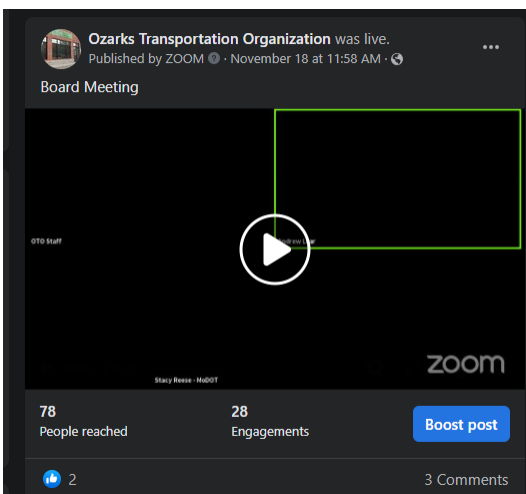 Ozarks Transportation Organization was live.
Published by ZOOM · November 18 at 11:58 AM ·
Board Meeting
OTO Staff
Andrew
Stacy Reese - MoDOT
zoom
78
28
People reached
Engagements
Boost post
2
3 Comments